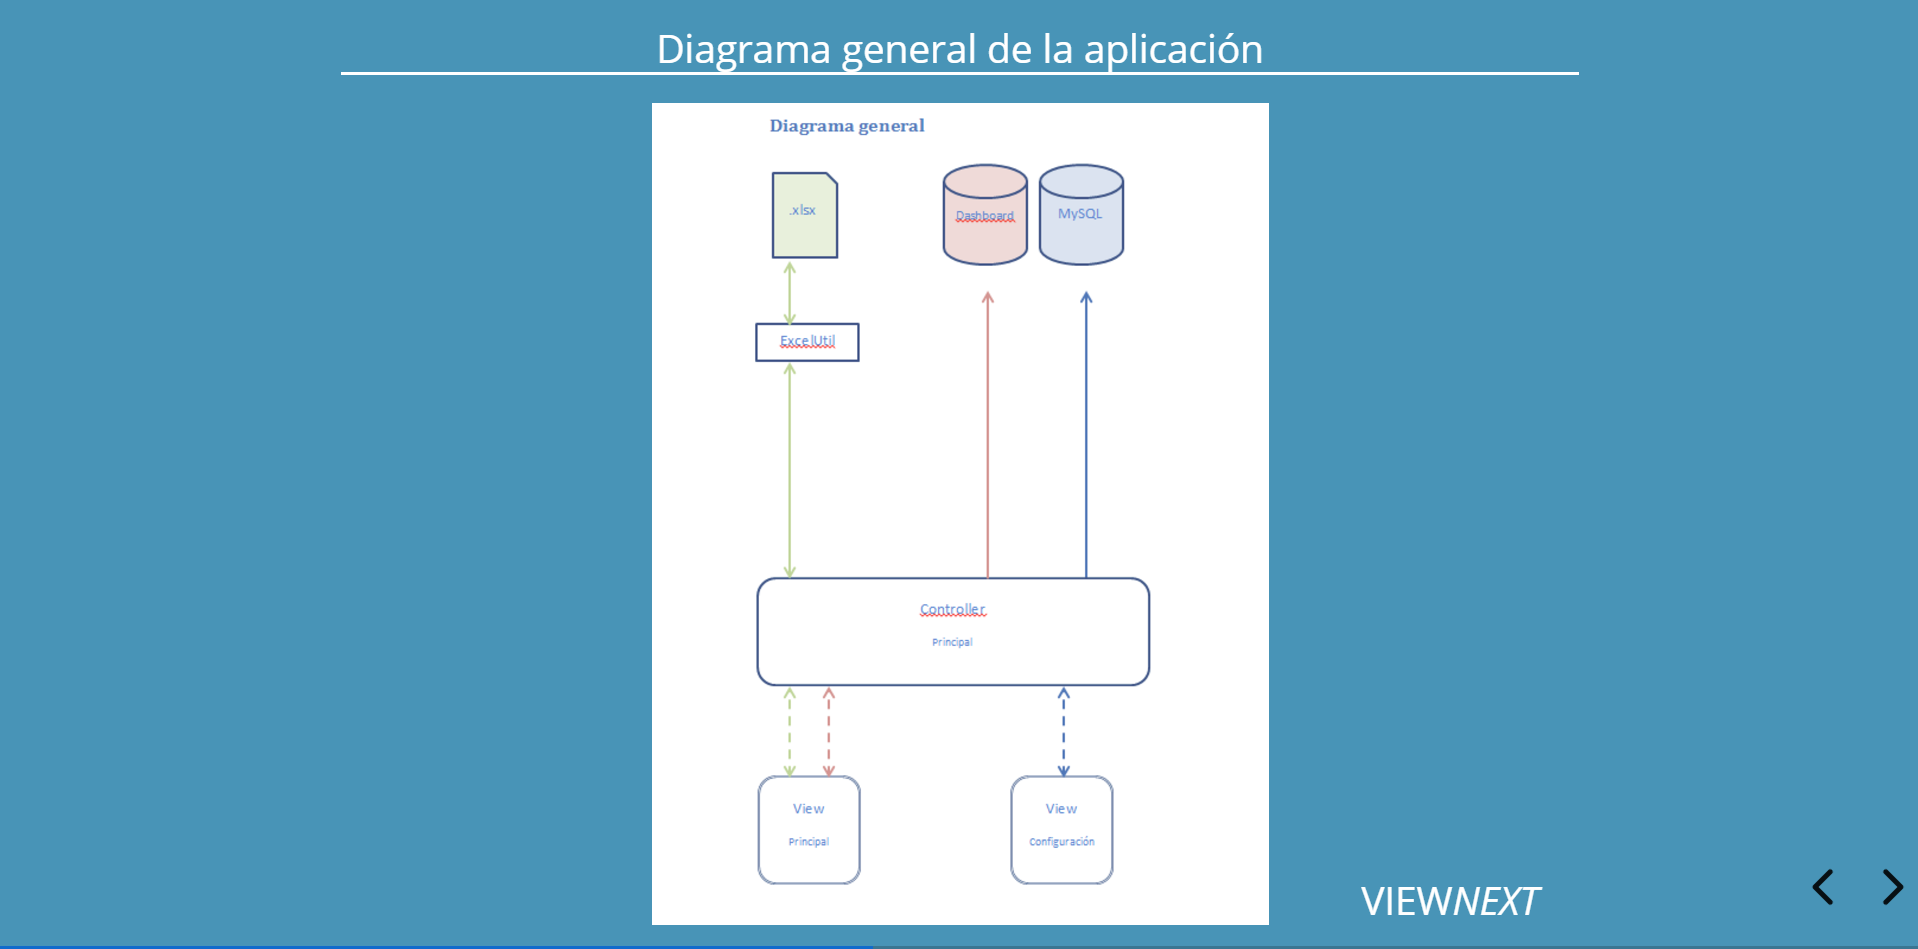 Diagrama general de la aplicación
Diagrama general
.xlsx
Dashboard
MySQL
ExcelUtil
Controller
Principal
View
Principal
View
Configuración
VIEWNEXT